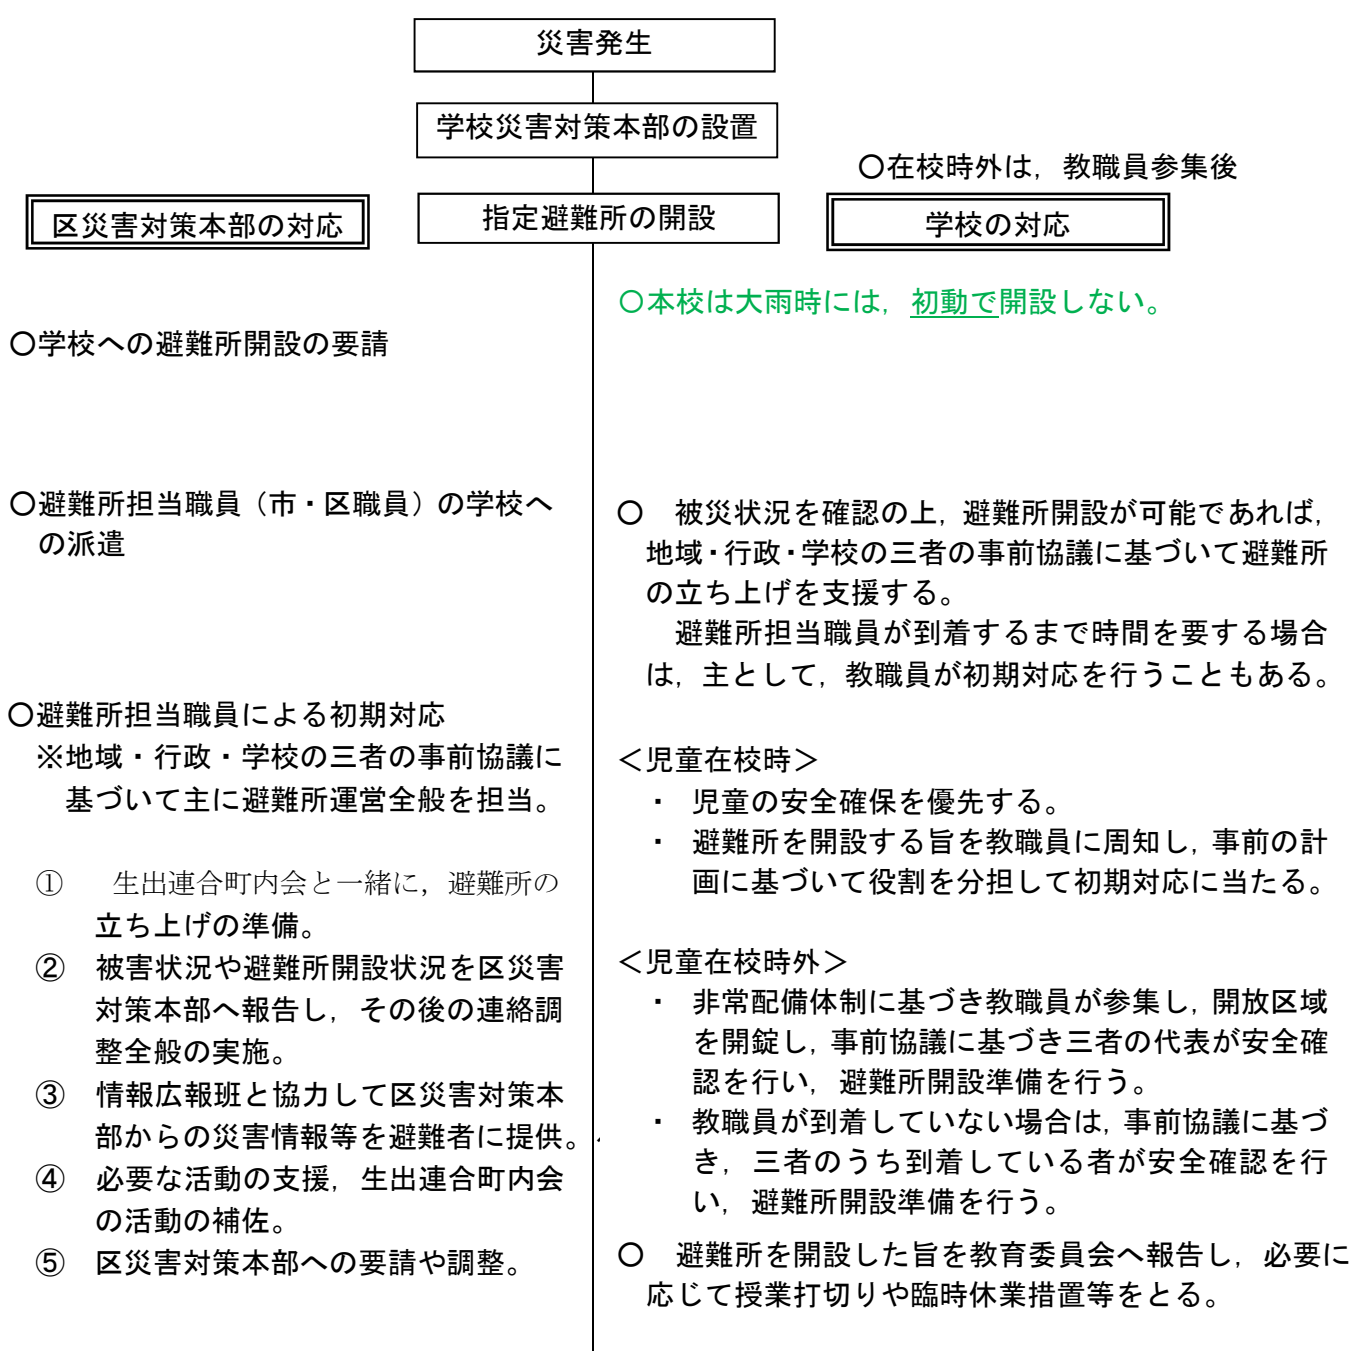 災害発生
学校災害対策本部の設置
〇在校時外は，教職員参集後
区災害対策本部の対応
指定避難所の開設
学校の対応
〇本校は大雨時には，初動で開設しない。
〇学校への避難所開設の要請
〇避難所担当職員（市・区職員）の学校へ
の派遣
〇避難所担当職員による初期対応
※地域・行政・学校の三者の事前協議に
基づいて主に避難所運営全般を担当。
①　生出連合町内会と一緒に，避難所の
立ち上げの準備。
②　被害状況や避難所開設状況を区災害
対策本部へ報告し，その後の連絡調
整全般の実施。
③　情報広報班と協力して区災害対策本
部からの災害情報等を避難者に提供。
④　必要な活動の支援，生出連合町内会
の活動の補佐。
⑤　区災害対策本部への要請や調整。
〇　被災状況を確認の上，避難所開設が可能であれば，
地域・行政・学校の三者の事前協議に基づいて避難所
の立ち上げを支援する。
避難所担当職員が到着するまで時間を要する場合
は，主として，教職員が初期対応を行うこともある。
＜児童在校時＞
・　児童の安全確保を優先する。
・　避難所を開設する旨を教職員に周知し，事前の計
画に基づいて役割を分担して初期対応に当たる。
＜児童在校時外＞
・　非常配備体制に基づき教職員が参集し，開放区域
を開錠し，事前協議に基づき三者の代表が安全確
認を行い，避難所開設準備を行う。
・　教職員が到着していない場合は，事前協議に基づ
き，三者のうち到着している者が安全確認を行
い，避難所開設準備を行う。
〇　避難所を開設した旨を教育委員会へ報告し，必要に
応じて授業打切りや臨時休業措置等をとる。